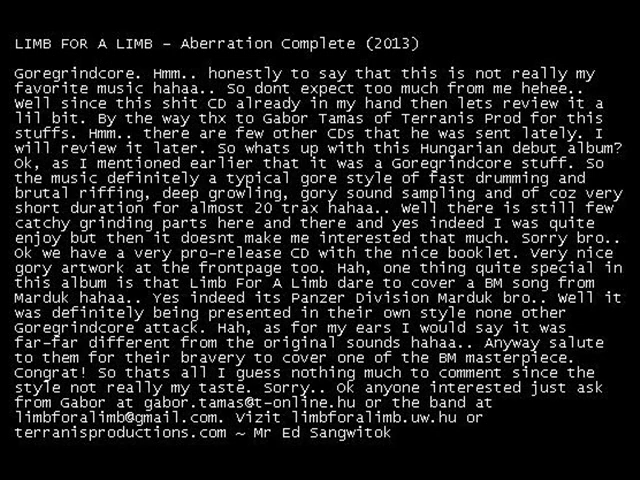 LIMB FOR A LIMB - Aberration Complete (2013)
Goregrindcore. Hmm.. honestly to say that this is not really my
favorite music hahaa.. So dont expect too much from me hehee..
Well since this shit CD already in my hand then lets review it a
lil bit. By the way thx to Gabor Tamas of Terranis Prod for this
stuffs. Hmm.. there are few other CDs that he was sent lately. I
will review it later. So whats up with this Hungarian debut album?
Ok, as I mentioned earlier that it was a Goregrindcore stuff. So
the music definitely a typical gore style of fast drumming and
brutal riffing, deep growling, gory sound sampling and of coz very
short duration for almost 20 trax hahaa.. Well there is still few
catchy grinding parts here and there and yes indeed I was quite
enjoy but then it doesnt make me interested that much. Sorry bro..
Ok we have a very pro-release CD with the nice booklet. Very nice
gory artwork at the frontpage too. Hah, one thing quite special in
this album is that Limb For A Limb dare to cover a BM song from
Marduk hahaa.. Yes indeed its Panzer Division Marduk bro.. Well it
was definitely being presented in their own style none other
Goregrindcore attack. Hah, as for my ears I would say it was
far-far different from the original sounds hahaa.. Anyway salute
to them for their bravery to cover one of the BM masterpiece.
Congrat! So thats all I guess nothing much to comment since the
style not really my taste. Sorry.. Ok anyone interested just ask
from Gabor at gabor.tamas@t-online.hu or the band at
limbforalimb@gmail.com. Vizit limbforalimb.uw.hu or
terranisproductions.com ~ Mr Ed Sangwitok